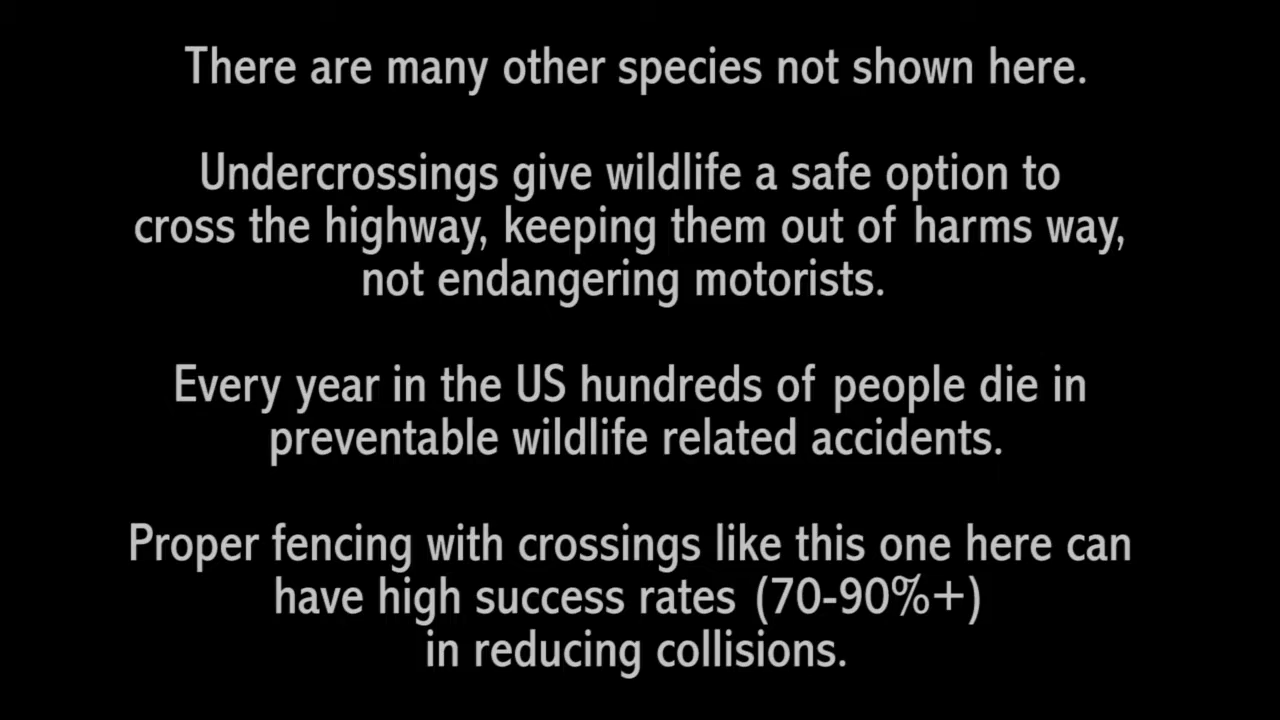 There are many other species not shown here.
Undercrossings give wildlife a safe option to
cross the highway, keeping them out of harms way,
not endangering motorists.
Every year in the US hundreds of people die in
preventable wildlife related accidents.
Proper fencing with crossings like this one here can
have high success rates (70-90%+)
in reducing collisions.